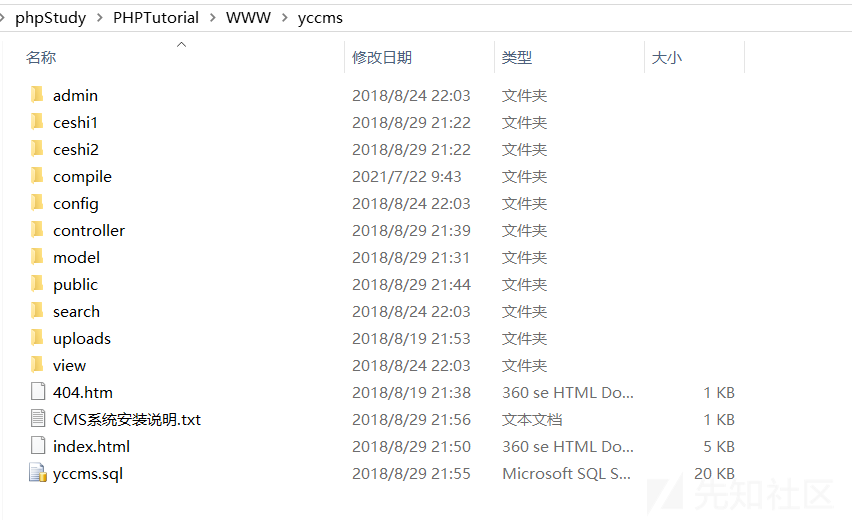 phpStudy > PHPTutorial > WWW > yccms
名称 修改日期 类型 大小
admin 2018/8/24 22:03 文件夹
ceshi1 2018/8/29 21:22 文件夹
ceshi2 2018/8/29 21:22 文件夹
compile 2021/7/22 9:43 文件夹
config 2018/8/24 22:03 文件夹
controller 2018/8/29 21:39 文件夹
model 2018/8/29 21:31 文件夹
public 2018/8/29 21:44 文件夹
search 2018/8/24 22:03 文件夹
uploads 2018/8/19 21:53 文件夹
view 2018/8/24 22:03 文件夹
404.htm 2018/8/19 21:38 360 se HTML Do... 1 KB
CMS系统安装说明.txt 2018/8/29 21:56 文本文档 1 KB
index.html 2018/8/29 21:50 360 se HTML Do... 5 KB
yccms.sql 2018/8/29 21:55 Microsoft SQL S... 20 KB
先知社区